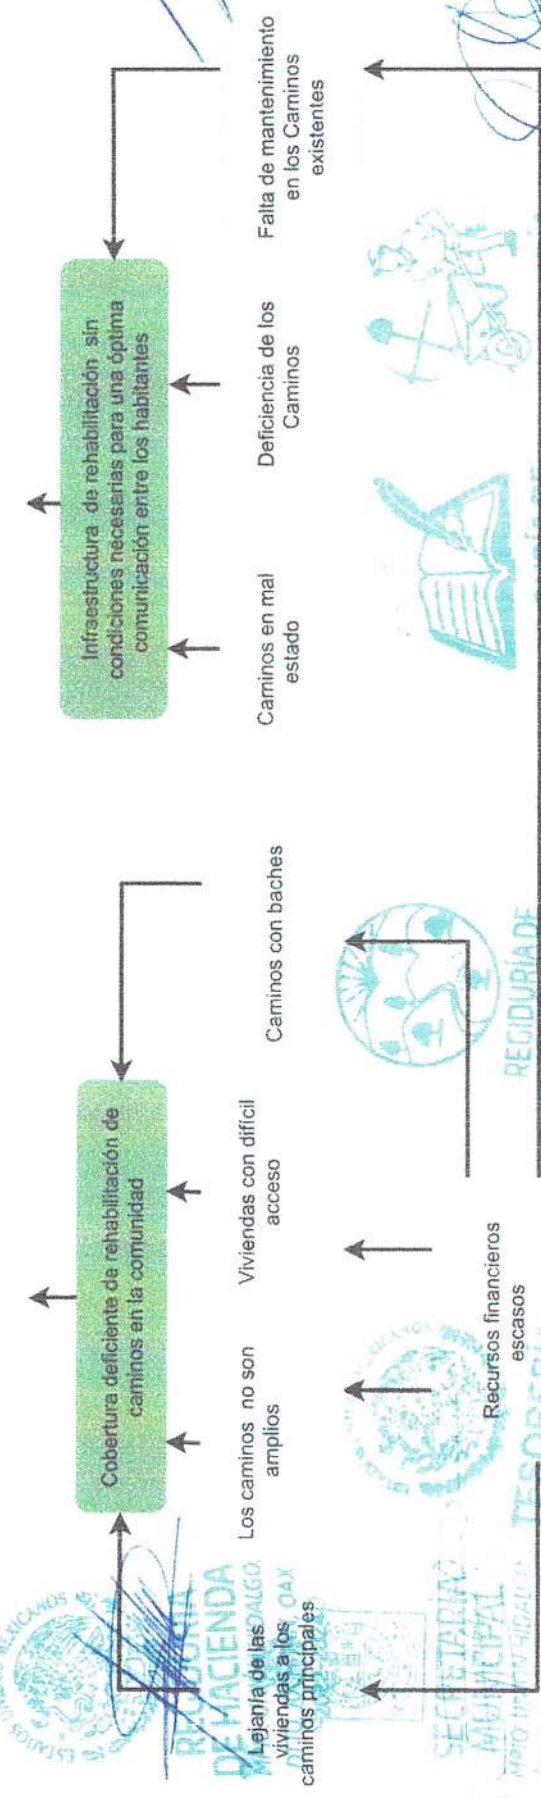 Infraestructura de rehabilitación sin
condiciones necesarias para una óptima
comunicación entre los habitantes
Cobertura deficiente de rehabilitación de
caminos en la comunidad
Falta de mantenimiento
en los Caminos
existentes
Deficiencia de los
Caminos
Caminos en mal
estado
Caminos con baches
Viviendas con difícil
acceso
Los caminos no son
amplios
Lejanía de las
viviendas a los
caminos principales
Recursos financieros
escasos
REGIDURÍA DE
DE HACIENDA
OAX
SECRETARIA
MUNICIPAL